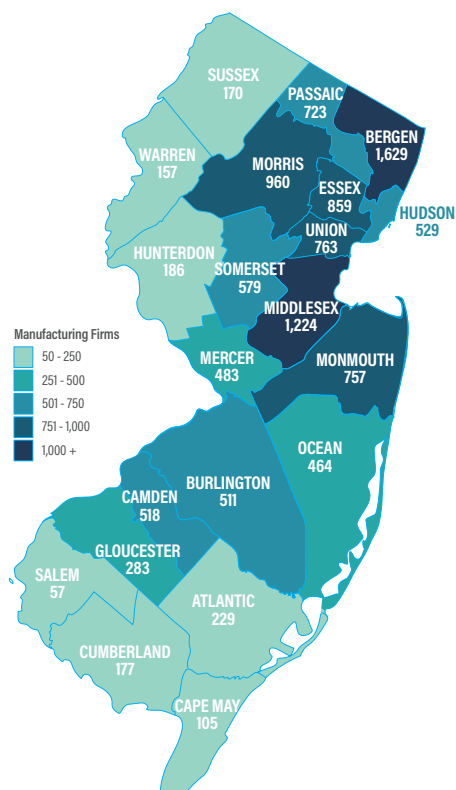 SUSSEX
170
PASSAIC
723
BERGEN
1,629
WARREN
157
MORRIS
960
ESSEX
859
HUDSON
529
UNION
763
HUNTERDON
186
SOMERSET
579
MIDDLESEX
1,224
Manufacturing Firms
50 - 250
251 - 500
501 - 750
751 - 1,000
1,000 +
MERCER
483
MONMOUTH
757
OCEAN
464
BURLINGTON
511
CAMDEN
518
GLOUCESTER
283
SALEM
57
ATLANTIC
229
CUMBERLAND
177
CAPE MAY
105